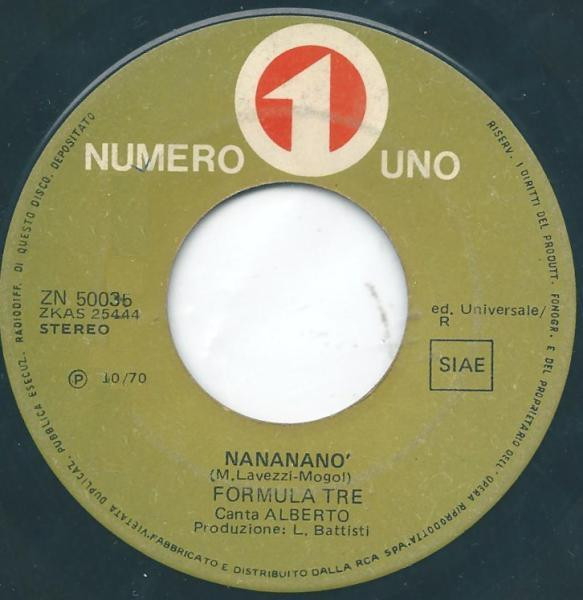 NUMERO 1 UNO
ZN 50035
ZKAS 25444
STEREO
Ⓟ 10/70
ed. Universale/
R
SIAE
NANANANO'
(M.Lavezzi-Mogol)
FORMULA TRE
Canta ALBERTO
Produzione: L. Battisti
RISERV. I DIRITTI DEL PRODUTT. FONOGR. E DEL PROPRIETARIO DELL'OPERA RIPRODOTTA
VIETATA DUPLICAZ. PUBBLICA ESECUZ. RADIODIFF. DI QUESTO DISCO. DEPOSITATO
FABBRICATO E DISTRIBUITO DALLA RCA SPA.